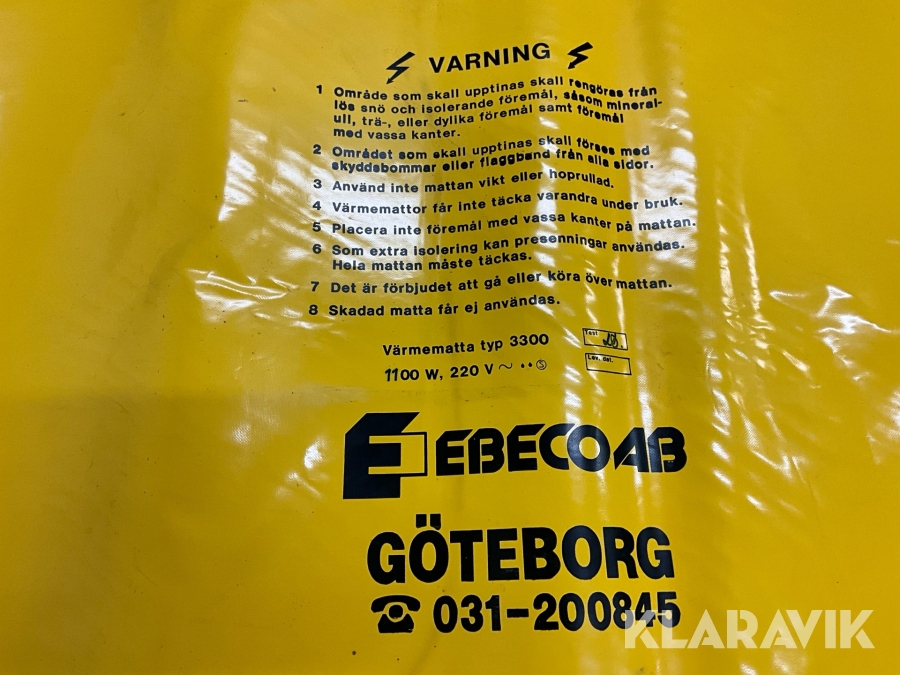 VARNING
1 Område som skall upptinas skall rengöras från
lös snö och isolerande föremål, såsom mineral-
ull, trä-, eller dylika föremål samt föremål
med vassa kanter.
2 Området som skall upptinas skall förses med
skyddsbommar eller flaggband från alla sidor.
3 Använd inte mattan vikt eller hoprullad.
4 Värmemattor får inte täcka varandra under bruk.
5 Placera inte föremål med vassa kanter på mattan.
6 Som extra isolering kan presenningar användas.
Hela mattan måste täckas.
7 Det är förbjudet att gå eller köra över mattan.
8 Skadad matta får ej användas.
Värmematta typ 3300
Test
1100 W, 220 V ~ ·· Ⓢ
Lev. dat.
E EBECO AB
GÖTEBORG
☎ 031-200845
KLARAVIK